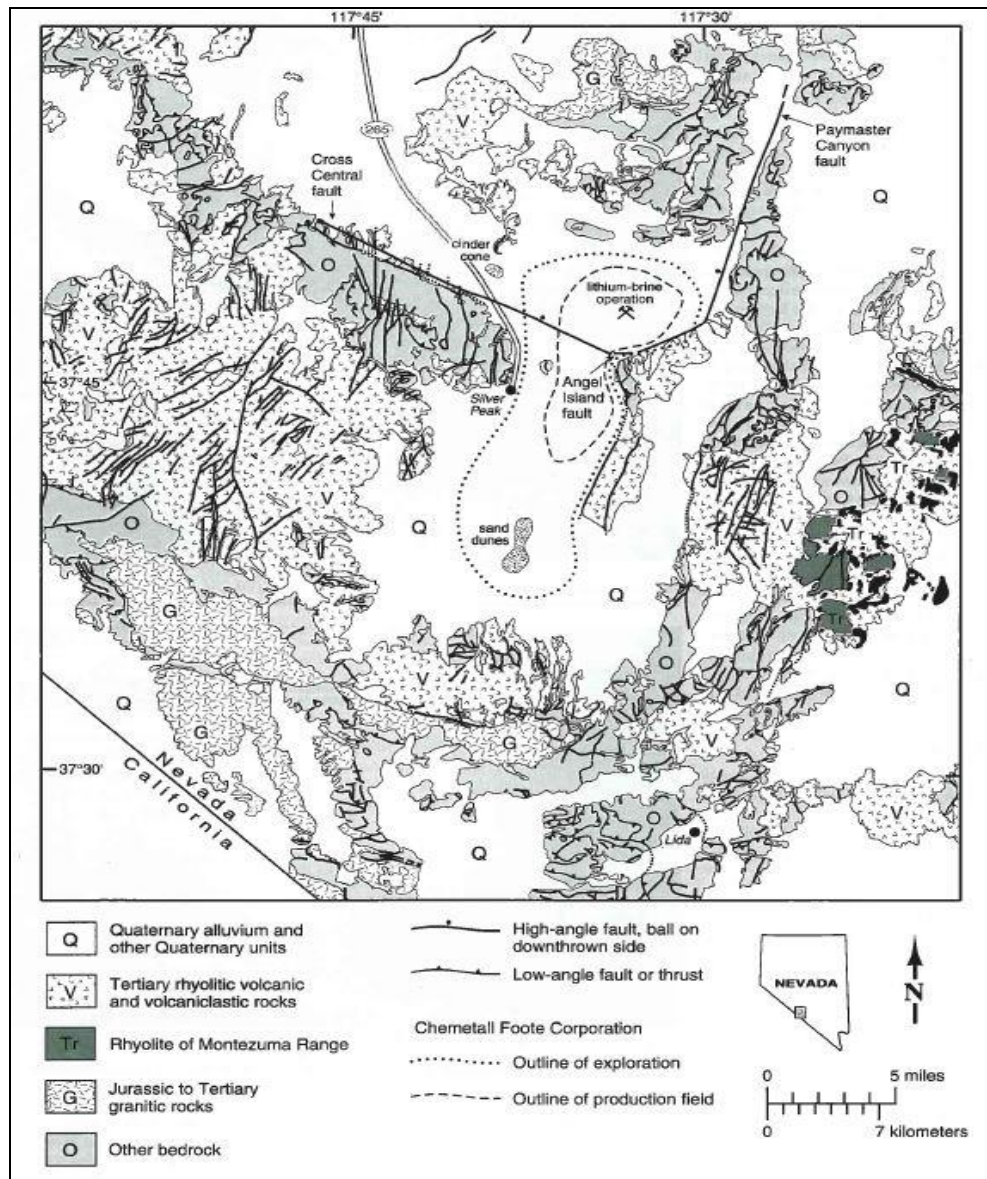 117°45'
117°30'
G
V
265
Paymaster
Canyon
fault
Cross
Central
fault
Q
Q
cinder
cone
O
O
lithium-brine
operation
V
37°45'
Silver
Peak
Angel
Island
fault
Tr
V
O
V
O
Q
sand
dunes
Tr
Q
Tr
G
O
V
Q
Q
G
G
V
37°30'
Nevada
California
V
Q
O
Lida
Q Quaternary alluvium and
other Quaternary units
V Tertiary rhyolitic volcanic
and volcaniclastic rocks
Tr Rhyolite of Montezuma Range
G Jurassic to Tertiary
granitic rocks
O Other bedrock
High-angle fault, ball on
downthrown side
Low-angle fault or thrust
Chemetall Foote Corporation
Outline of exploration
Outline of production field
NEVADA
N
0 5 miles
0 7 kilometers